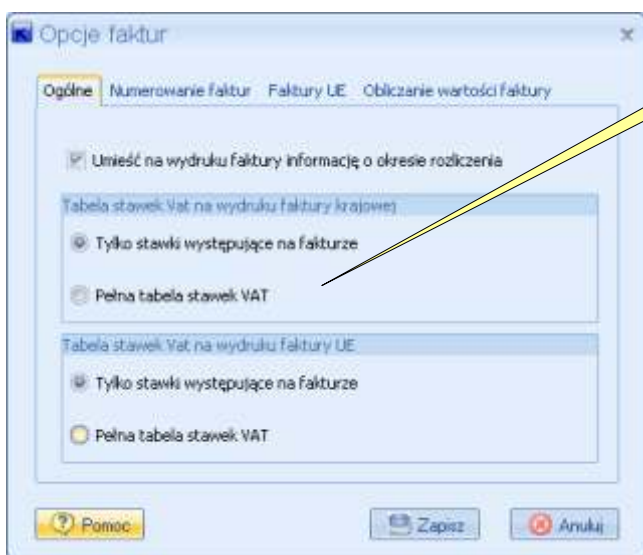 Opcje faktur
Ogólne Numerowanie faktur Faktury UE Obliczanie wartości faktury
Umieść na wydruku faktury informację o okresie rozliczenia
Tabela stawek Vat na wydruku faktury krajowej
Tylko stawki występujące na fakturze
Pełna tabela stawek VAT
Tabela stawek Vat na wydruku faktury UE
Tylko stawki występujące na fakturze
Pełna tabela stawek VAT
Pomoc Zapisz Anuluj